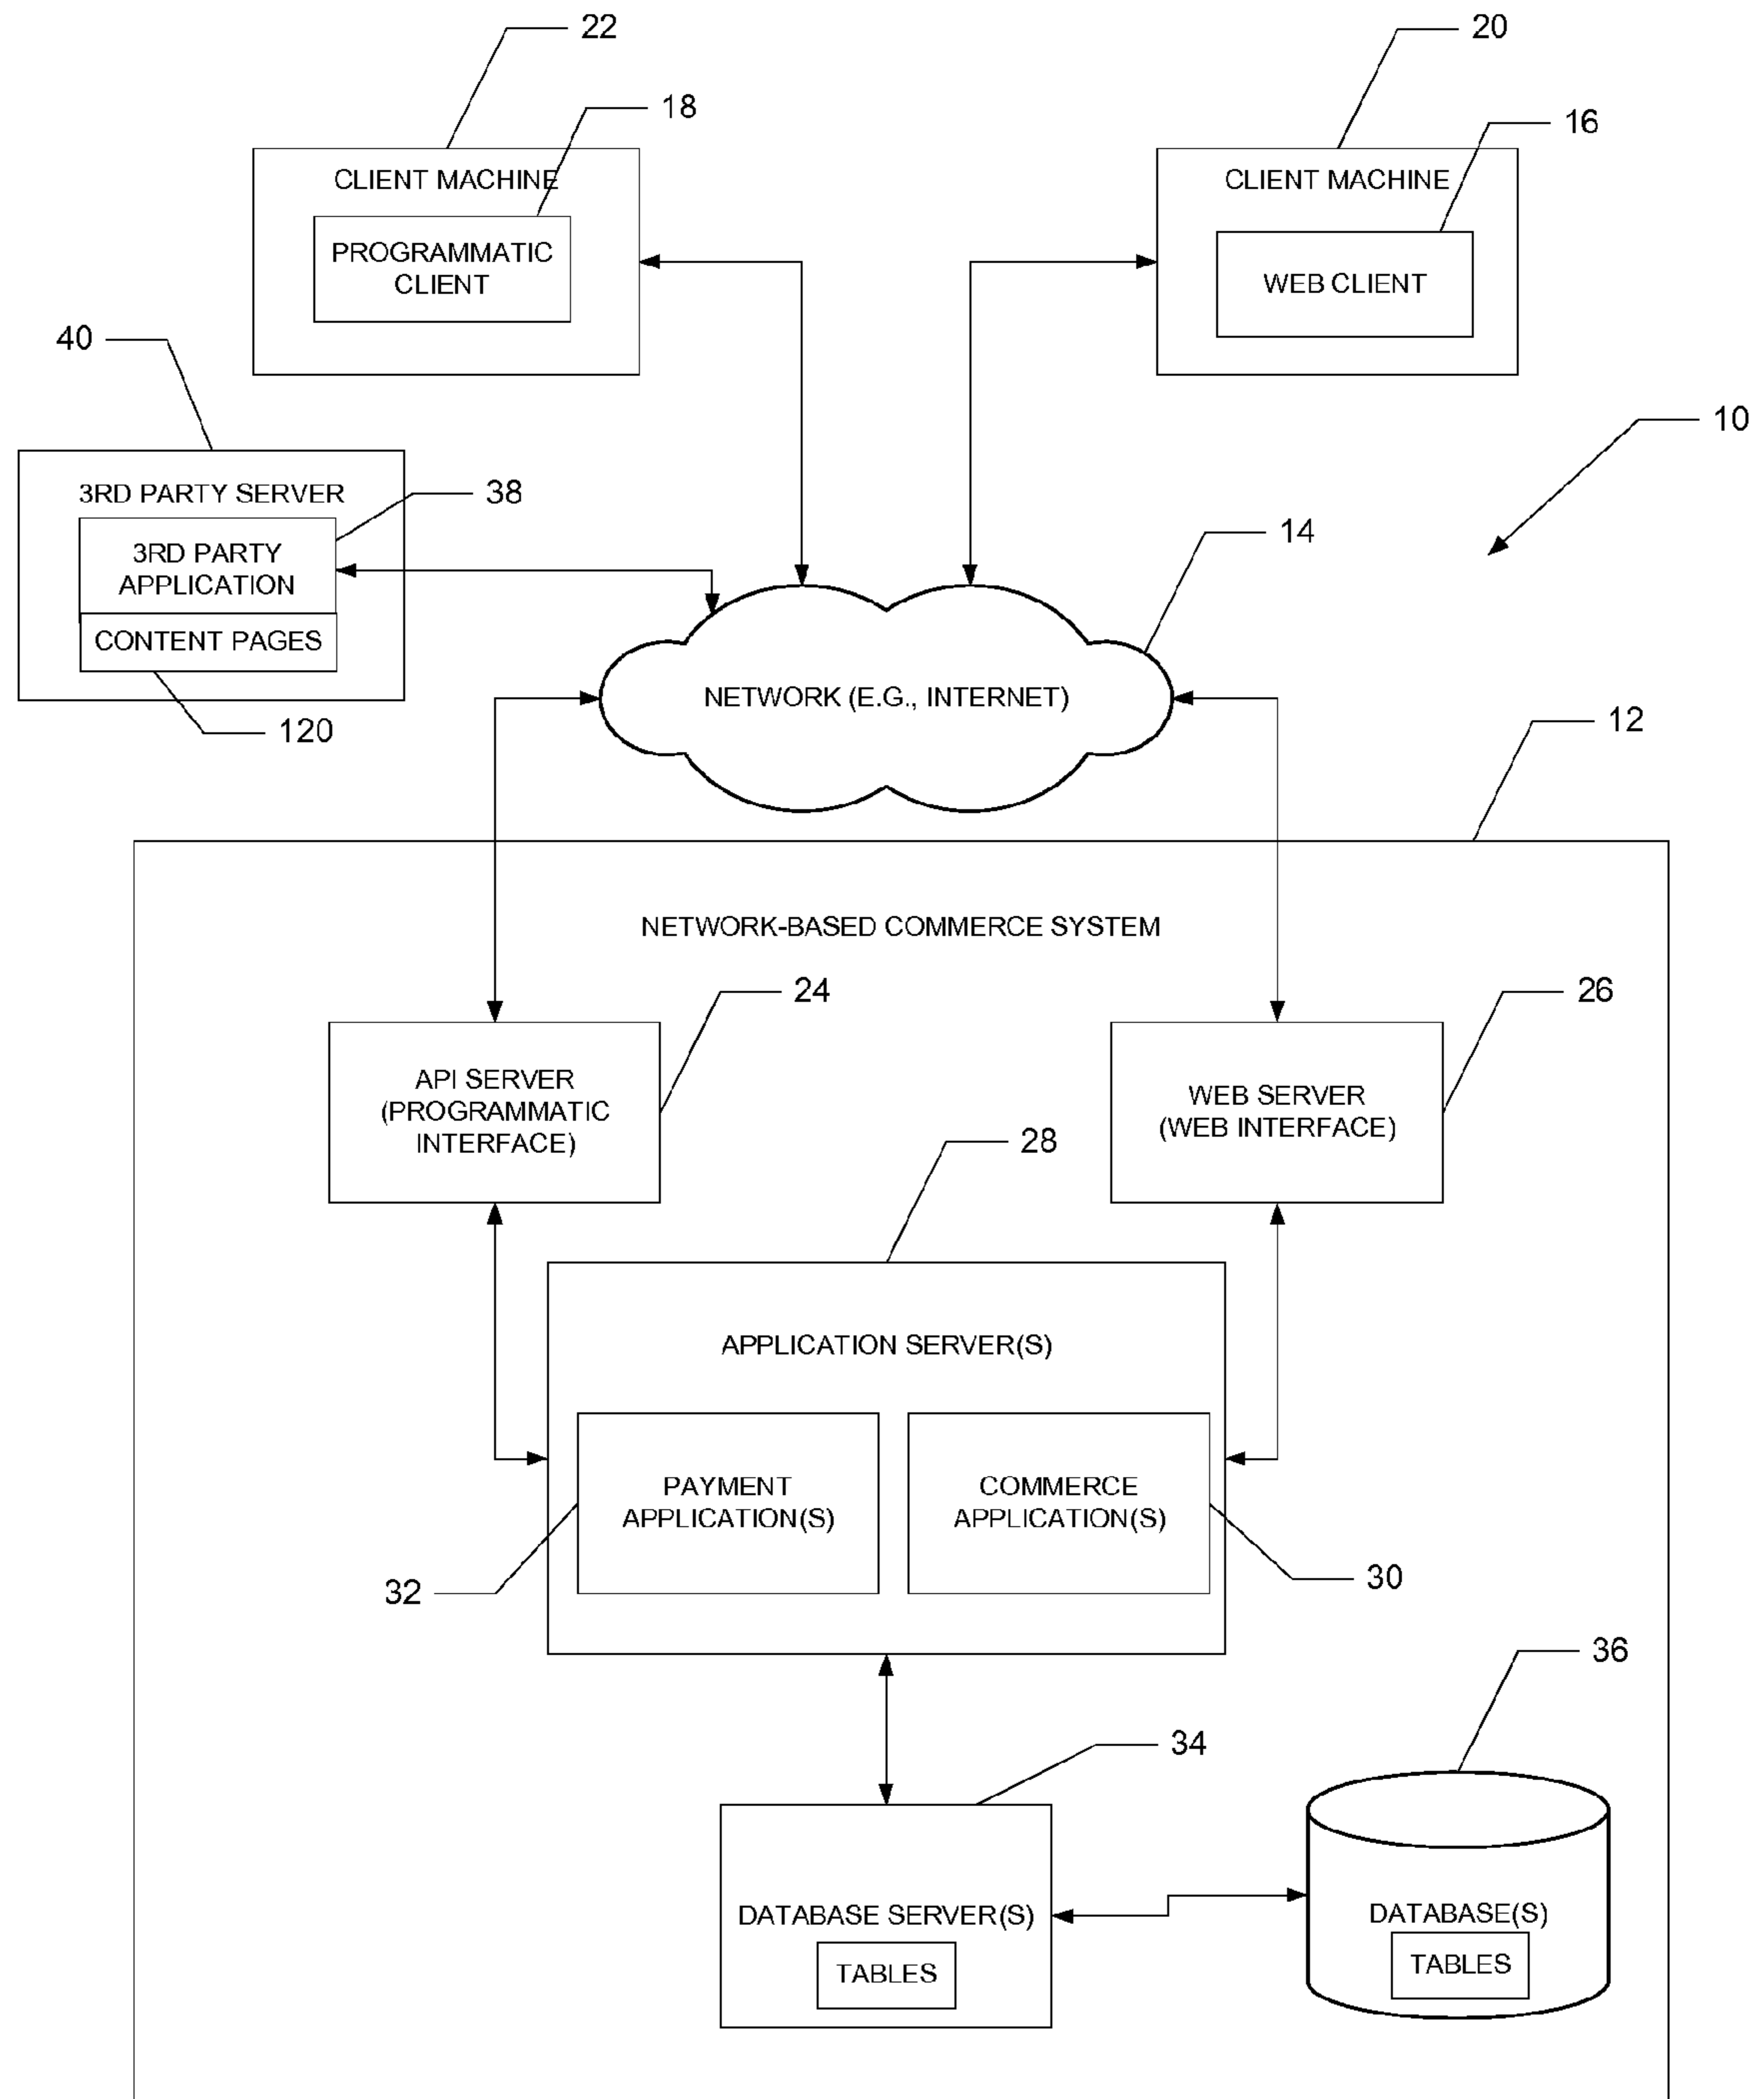 22
20
18
16
CLIENT MACHINE
CLIENT MACHINE
PROGRAMMATIC
CLIENT
WEB CLIENT
40
10
3RD PARTY SERVER
38
14
3RD PARTY
APPLICATION
CONTENT PAGES
120
NETWORK (E.G., INTERNET)
12
NETWORK-BASED COMMERCE SYSTEM
24
26
API SERVER
(PROGRAMMATIC
INTERFACE)
WEB SERVER
(WEB INTERFACE)
28
APPLICATION SERVER(S)
PAYMENT
APPLICATION(S)
COMMERCE
APPLICATION(S)
32
30
36
34
DATABASE SERVER(S)
TABLES
DATABASE(S)
TABLES